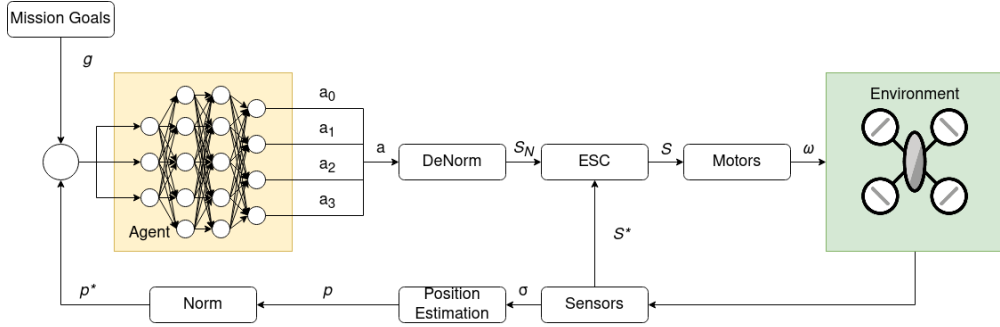 Mission Goals
g
Environment
a0
a1
a2
a3
a
DeNorm
SN
ESC
S
Motors
ω
Agent
S*
p*
Norm
p
Position
Estimation
σ
Sensors